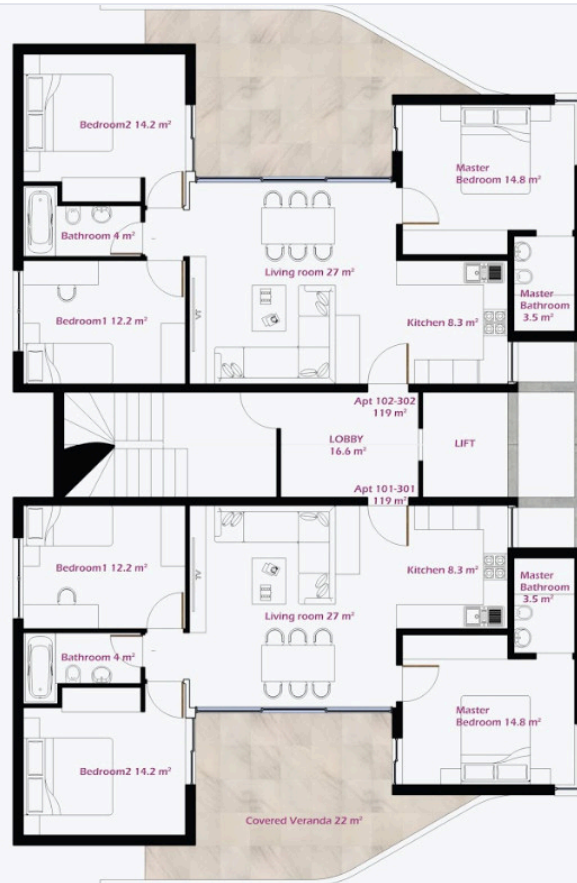 Bedroom2 14.2 m²
Master
Bedroom 14.8 m²
Bathroom 4 m²
Living room 27 m²
Master
Bathroom
3.5 m²
Bedroom1 12.2 m²
TV
Kitchen 8.3 m²
Apt 102-302
119 m²
LOBBY
16.6 m²
LIFT
Apt 101-301
119 m²
Bedroom1 12.2 m²
TV
Kitchen 8.3 m²
Master
Bathroom
3.5 m²
Living room 27 m²
Bathroom 4 m²
Master
Bedroom 14.8 m²
Bedroom2 14.2 m²
Covered Veranda 22 m²